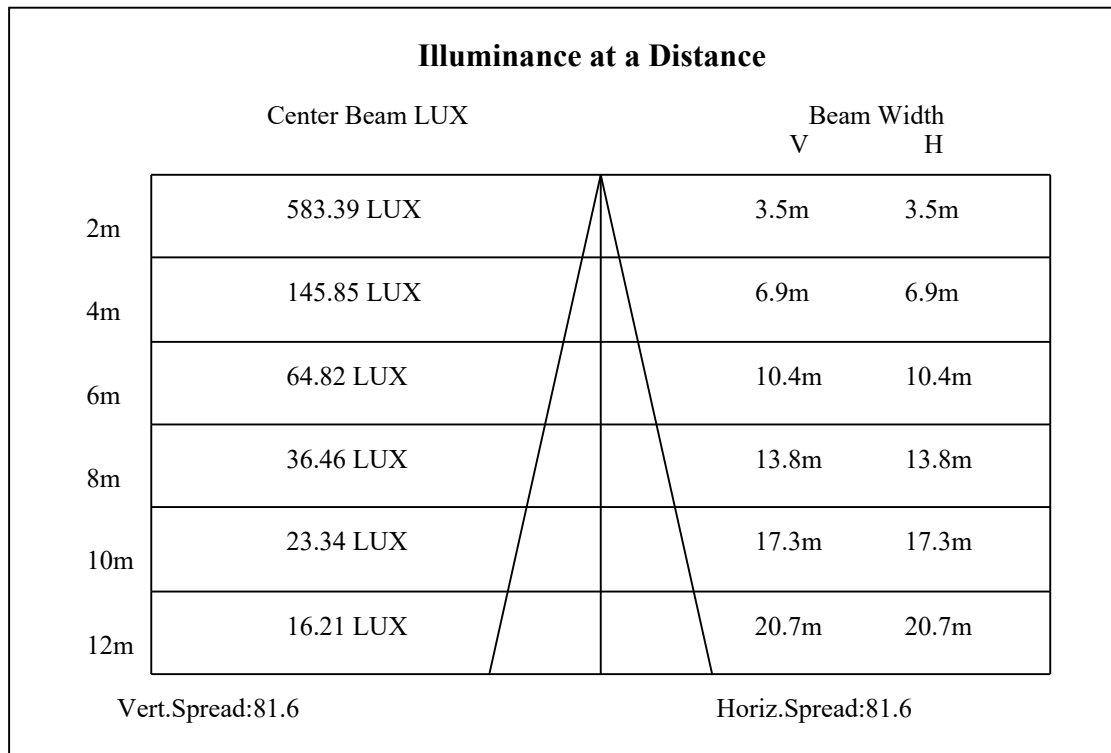 Illuminance at a Distance
Center Beam LUX Beam Width
V H
2m 583.39 LUX 3.5m 3.5m
4m 145.85 LUX 6.9m 6.9m
6m 64.82 LUX 10.4m 10.4m
8m 36.46 LUX 13.8m 13.8m
10m 23.34 LUX 17.3m 17.3m
12m 16.21 LUX 20.7m 20.7m
Vert.Spread:81.6 Horiz.Spread:81.6